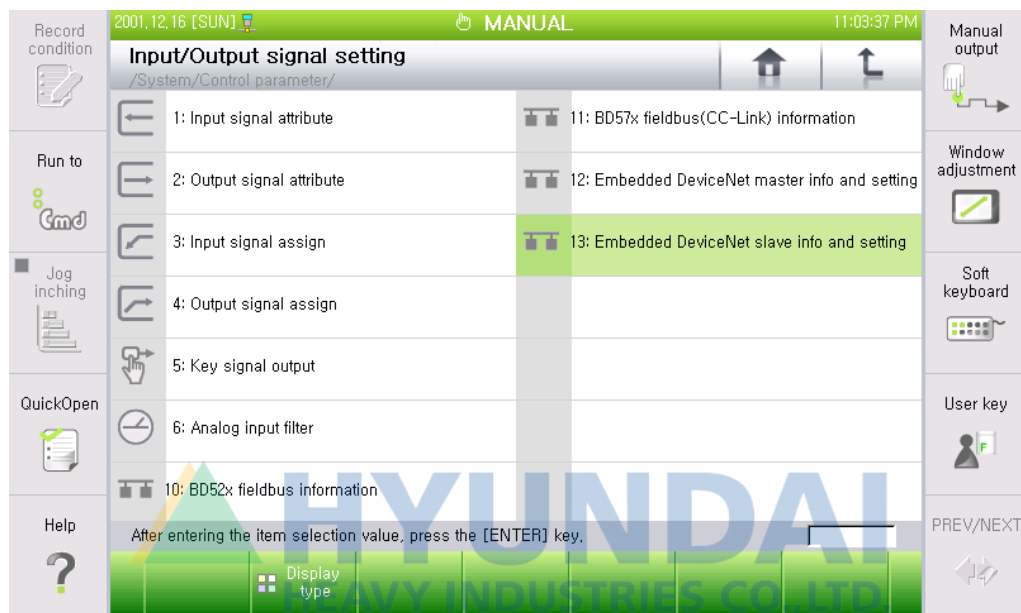 Record
condition
2001,12,16 [SUN]
MANUAL
11:03:37 PM
Manual
output
Input/Output signal setting
/System/Control parameter/
1: Input signal attribute
11: BD57x fieldbus(CC-Link) information
Run to
Cmd
2: Output signal attribute
12: Embedded DeviceNet master info and setting
Window
adjustment
3: Input signal assign
13: Embedded DeviceNet slave info and setting
Jog
inching
4: Output signal assign
Soft
keyboard
5: Key signal output
QuickOpen
6: Analog input filter
User key
F
10: BD52x fieldbus information
HYUNDAI
Help
After entering the item selection value, press the [ENTER] key,
PREV/NEXT
Display
type
HEAVY INDUSTRIES CO.,LTD.